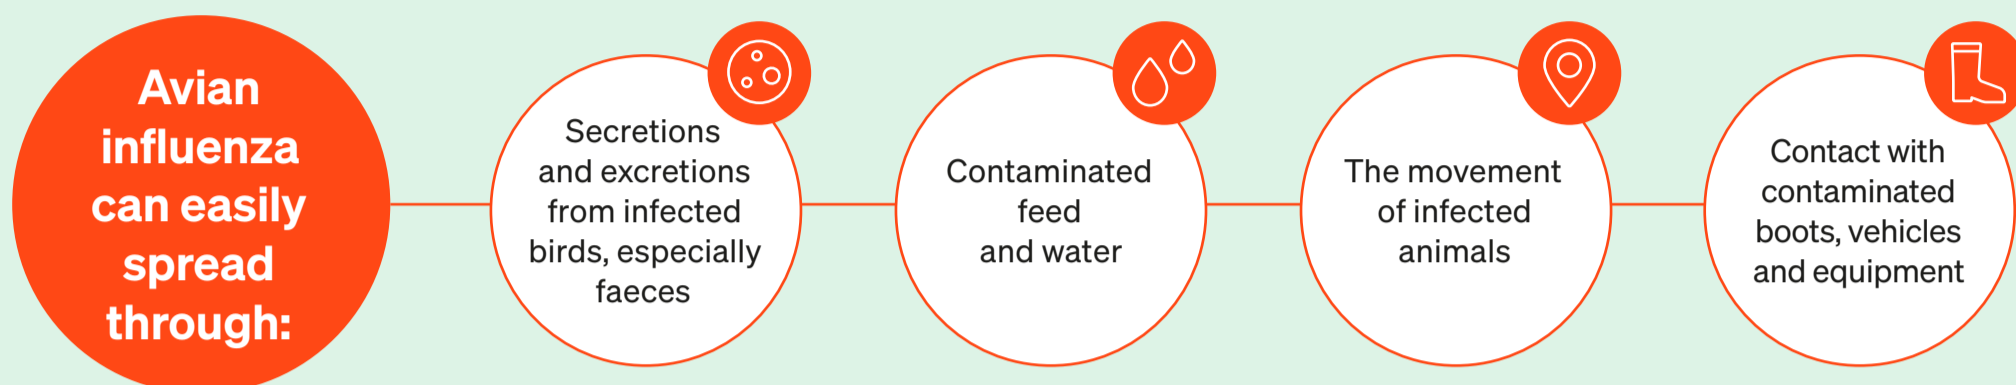 Avian
influenza
can easily
spread
through:
Secretions
and excretions
from infected
birds, especially
faeces
Contaminated
feed
and water
The movement
of infected
animals
Contact with
contaminated
boots, vehicles
and equipment